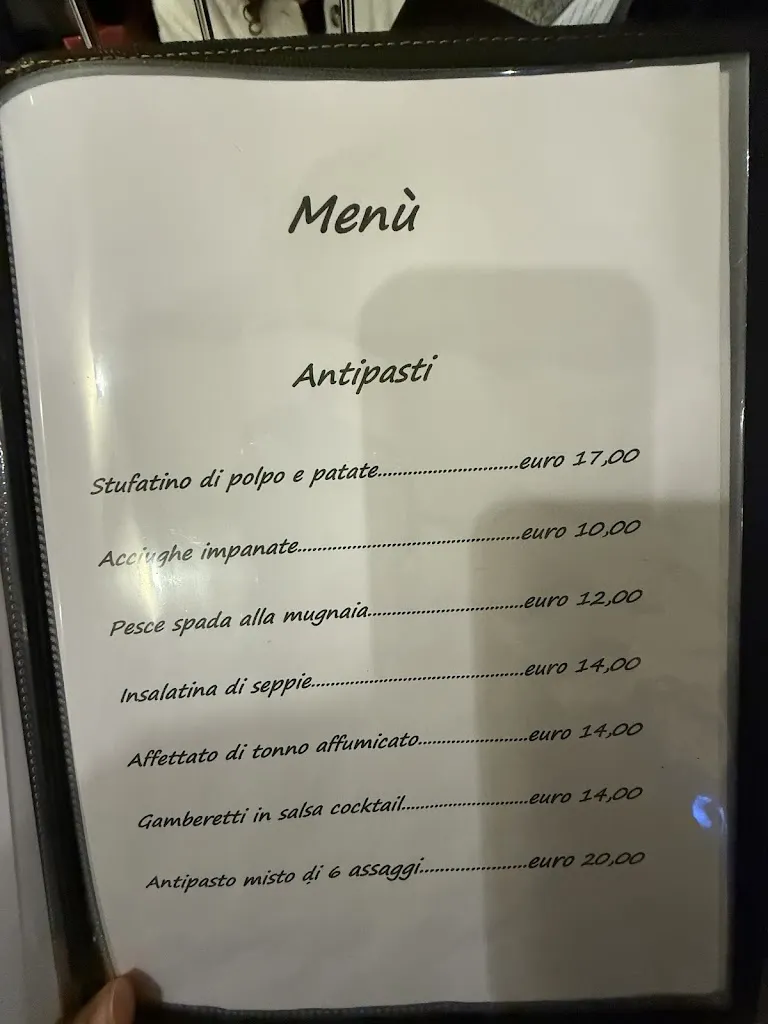 Menù
Antipasti
Stufatino di polpo e patate...........................euro 17,00
Acciughe impanate...........................................euro 10,00
Pesce spada alla mugnaia..............................euro 12,00
Insalatina di seppie.........................................euro 14,00
Affettato di tonno affumicato.....................euro 14,00
Gamberetti in salsa cocktail........................euro 14,00
Antipasto misto di 6 assaggi.....................euro 20,00